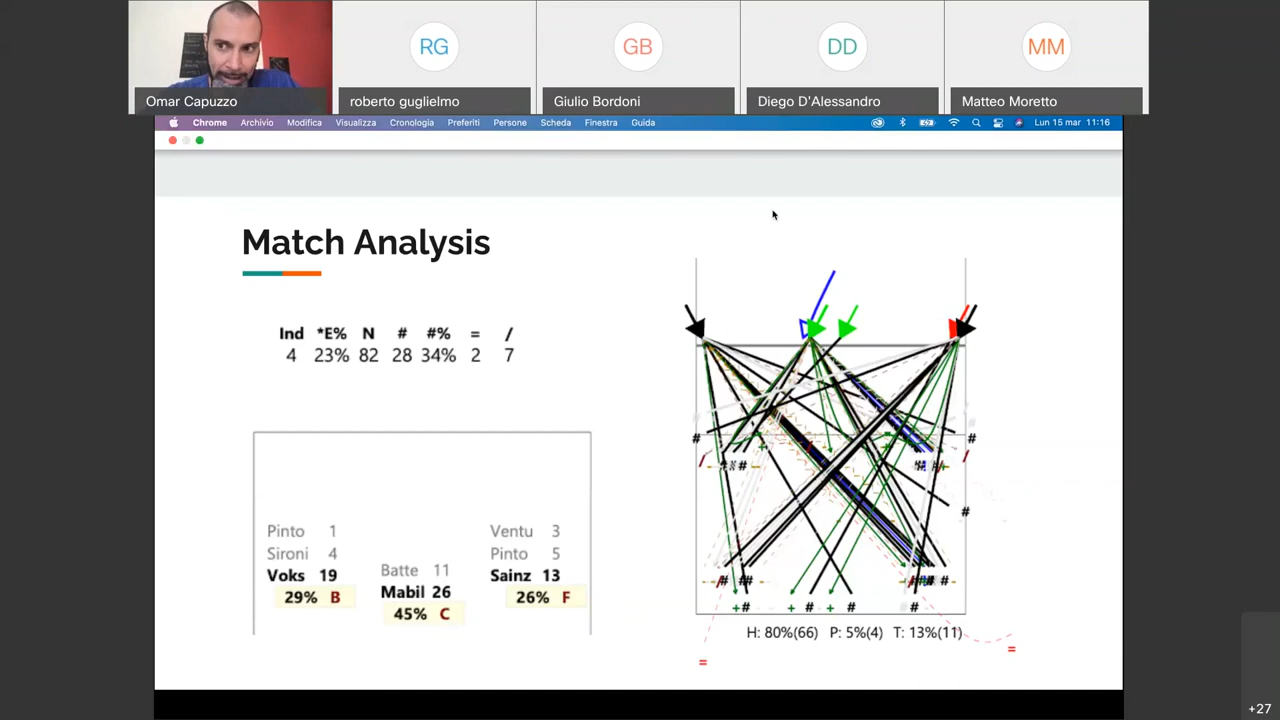 RG
GB
DD
MM
Omar Capuzzo
roberto guglielmo
Giulio Bordoni
Diego D'Alessandro
Matteo Moretto
Chrome Archivio Modifica Visualizza Cronologia Preferiti Persone Scheda Finestra Guida Lun 15 mar 11:16
Match Analysis
Ind *E% N # #% = /
4 23% 82 28 34% 2 7
Pinto 1
Sironi 4
Voks 19
29% B
Batte 11
Mabil 26
45% C
Ventu 3
Pinto 5
Sainz 13
26% F
H: 80%(66) P: 5%(4) T: 13%(11)
=
=
+27